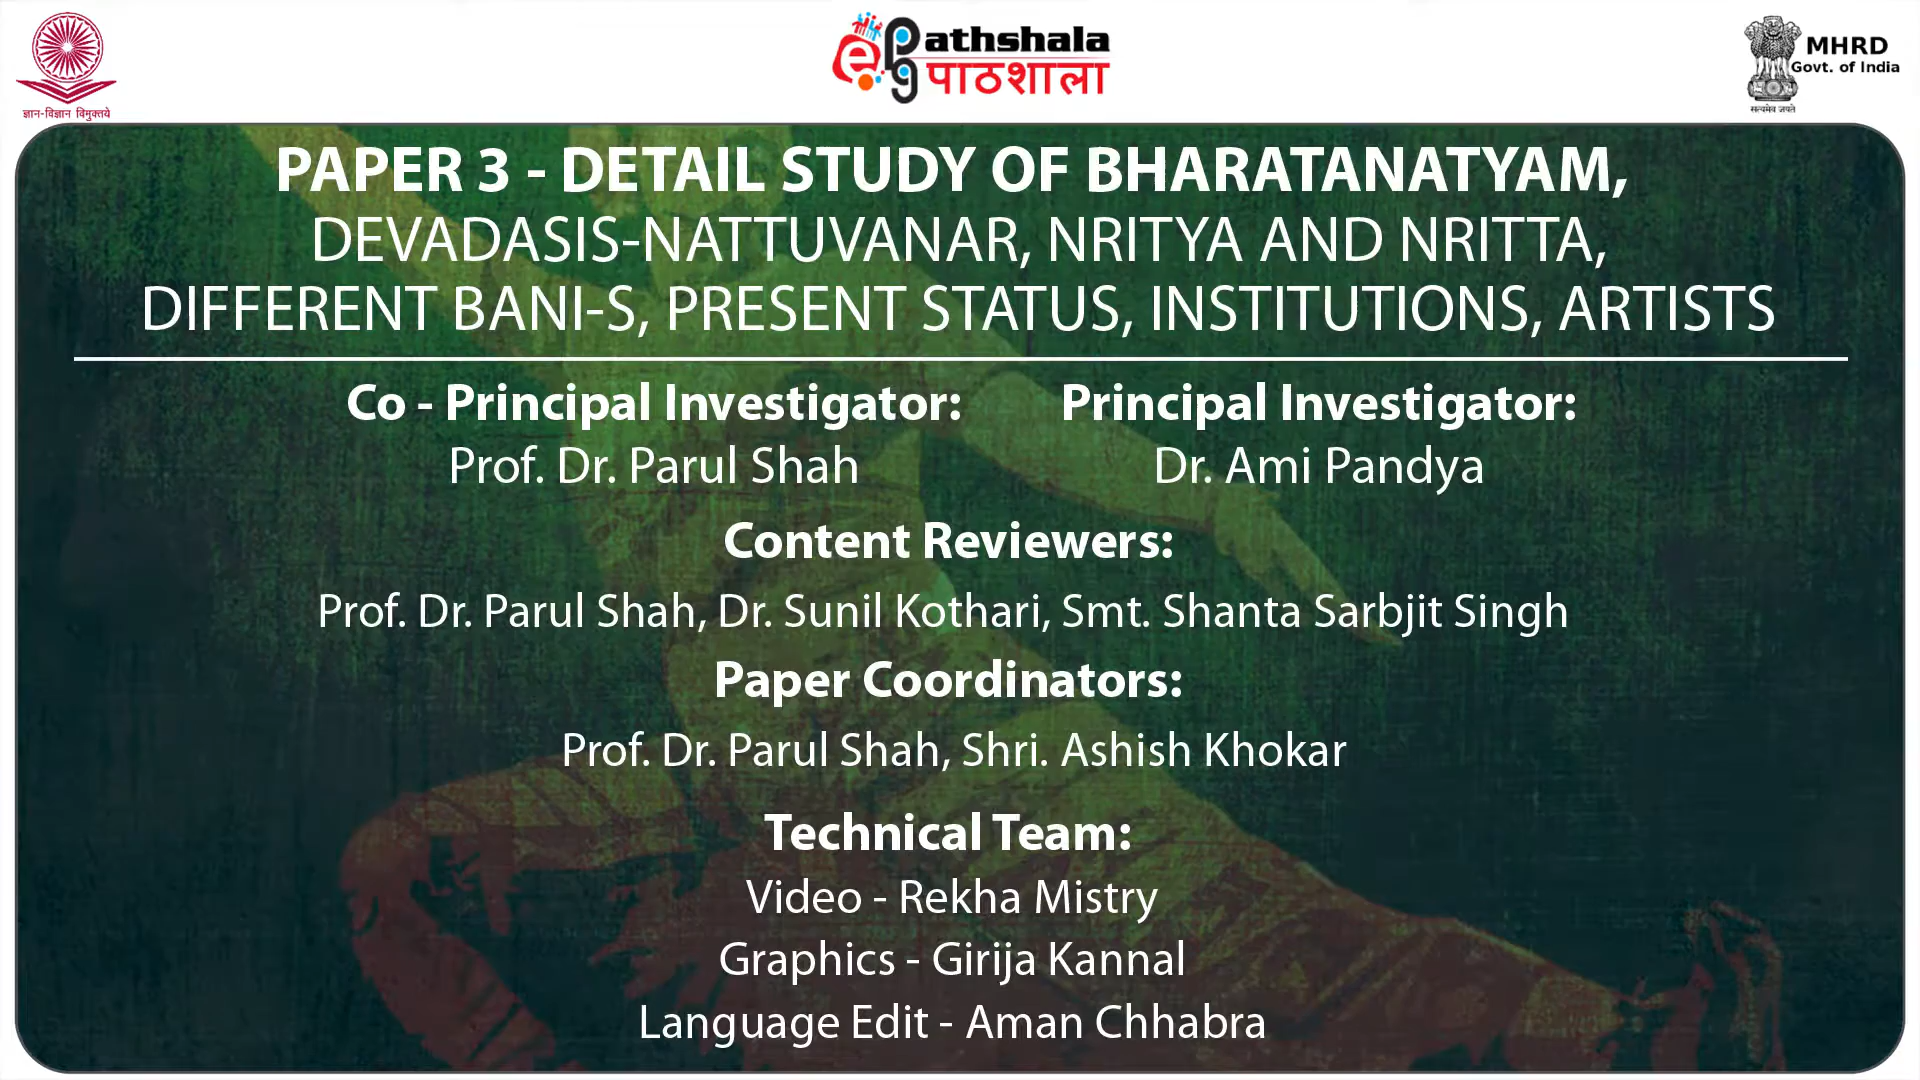 ज्ञान-विज्ञान विमुक्तये
ePG Pathshala
पाठशाला
MHRD
Govt. of India
सत्यमेव जयते
PAPER 3 - DETAIL STUDY OF BHARATANATYAM,
DEVADASIS-NATTUVANAR, NRITYA AND NRITTA,
DIFFERENT BANI-S, PRESENT STATUS, INSTITUTIONS, ARTISTS
Co - Principal Investigator: Principal Investigator:
Prof. Dr. Parul Shah Dr. Ami Pandya
Content Reviewers:
Prof. Dr. Parul Shah, Dr. Sunil Kothari, Smt. Shanta Sarbjit Singh
Paper Coordinators:
Prof. Dr. Parul Shah, Shri. Ashish Khokar
Technical Team:
Video - Rekha Mistry
Graphics - Girija Kannal
Language Edit - Aman Chhabra